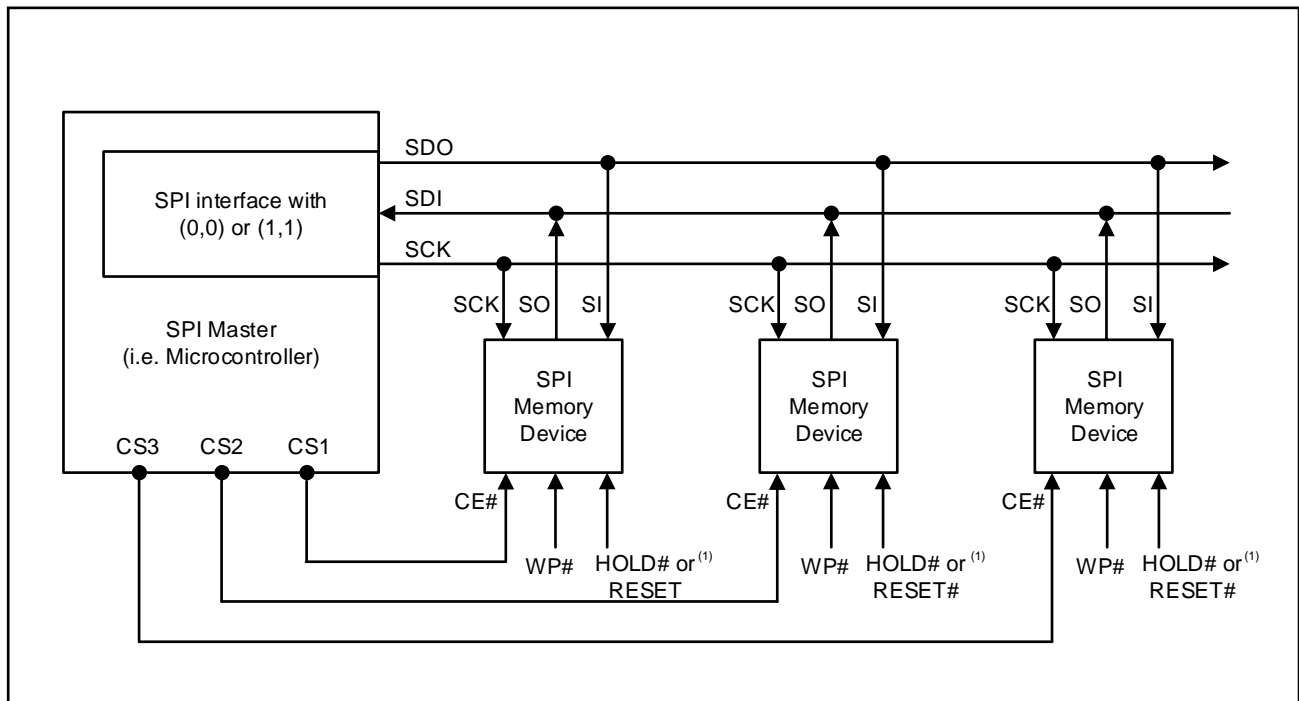 SDO
SPI interface with
(0,0) or (1,1)
SDI
SCK
SPI Master
(i.e. Microcontroller)
SCK SO SI
SCK SO SI
SCK SO SI
SPI
Memory
Device
SPI
Memory
Device
SPI
Memory
Device
CS3 CS2 CS1
CE#
WP#
HOLD# or (1)
RESET
CE#
WP#
HOLD# or (1)
RESET#
CE#
WP#
HOLD# or (1)
RESET#